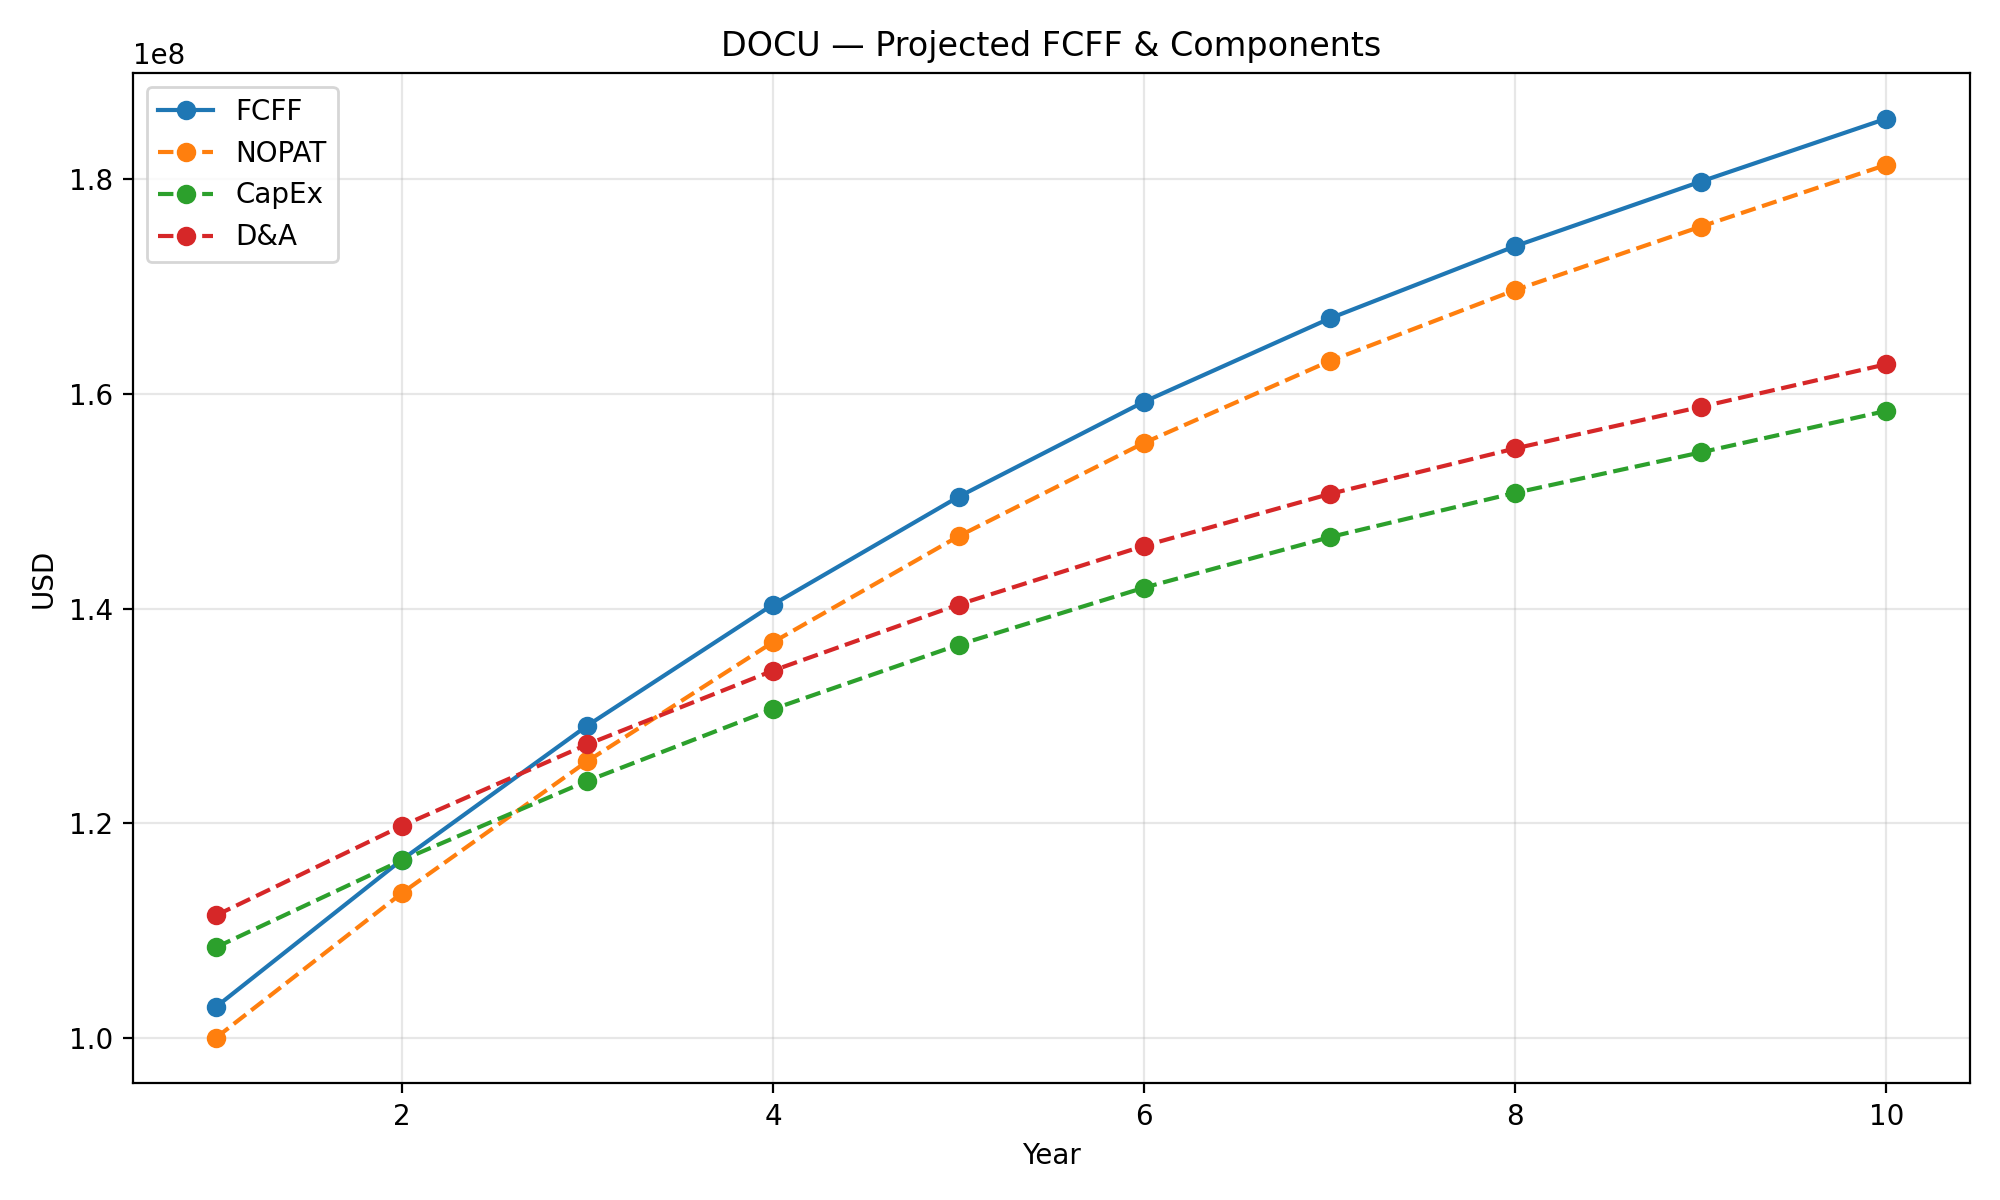 DOCU — Projected FCFF & Components
1e8
FCFF
NOPAT
CapEx
D&A
1.8
1.6
1.4
1.2
1.0
USD
2 4 6 8 10
Year